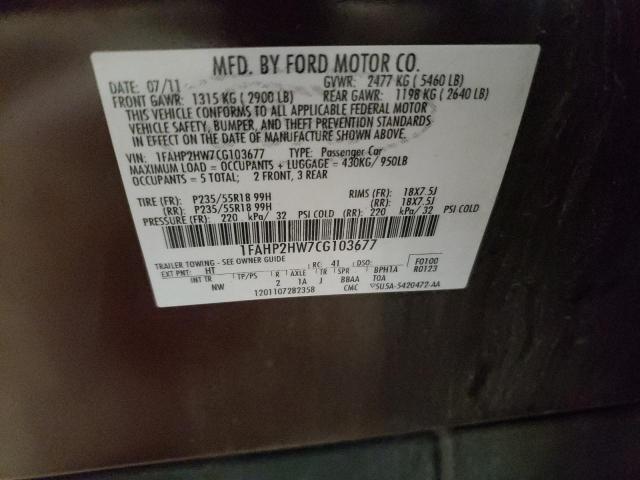 MFD. BY FORD MOTOR CO.
DATE: 07/11 GVWR: 2477 KG ( 5460 LB)
FRONT GAWR: 1315 KG ( 2900 LB) REAR GAWR: 1198 KG ( 2640 LB)
THIS VEHICLE CONFORMS TO ALL APPLICABLE FEDERAL MOTOR
VEHICLE SAFETY, BUMPER, AND THEFT PREVENTION STANDARDS
IN EFFECT ON THE DATE OF MANUFACTURE SHOWN ABOVE.
VIN: 1FAHP2HW7CG103677 TYPE: Passenger Car
MAXIMUM LOAD = OCCUPANTS + LUGGAGE = 430KG/ 950LB
OCCUPANTS = 5 TOTAL; 2 FRONT, 3 REAR
TIRE (FR): P235/55R18 99H RIMS (FR): 18X7.5J
(RR): P235/55R18 99H (RR): 18X7.5J
PRESSURE (FR): 220 kPa/ 32 PSI COLD (RR): 220 kPa/ 32 PSI COLD
1FAHP2HW7CG103677
TRAILER TOWING - SEE OWNER GUIDE
RC: 41 DSO: F0100
EXT PNT: HT BPH1A R0123
INT TR TP/PS R AXLE TR SPR TOA
NW 2 1A J BBAA
1201107282358 CMC 5U5A-5420472-AA